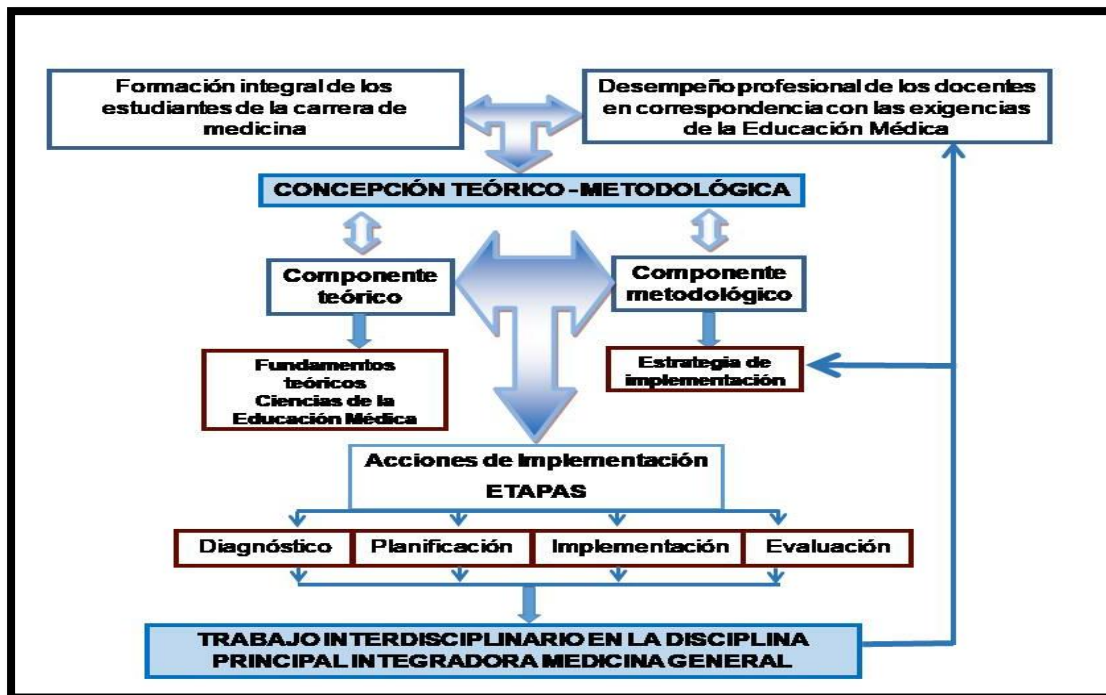 Formación integral de los
estudiantes de la carrera de
medicina
Desempeño profesional de los docentes
en correspondencia con las exigencias
de la Educación Médica
CONCEPCIÓN TEÓRICO-METODOLÓGICA
Componente
teórico
Componente
metodológico
Fundamentos
teóricos
Ciencias de la
Educación Médica
Estrategia de
implementación
Acciones de Implementación
ETAPAS
Diagnóstico
Planificación
Implementación
Evaluación
TRABAJO INTERDISCIPLINARIO EN LA DISCIPLINA
PRINCIPAL INTEGRADORA MEDICINA GENERAL